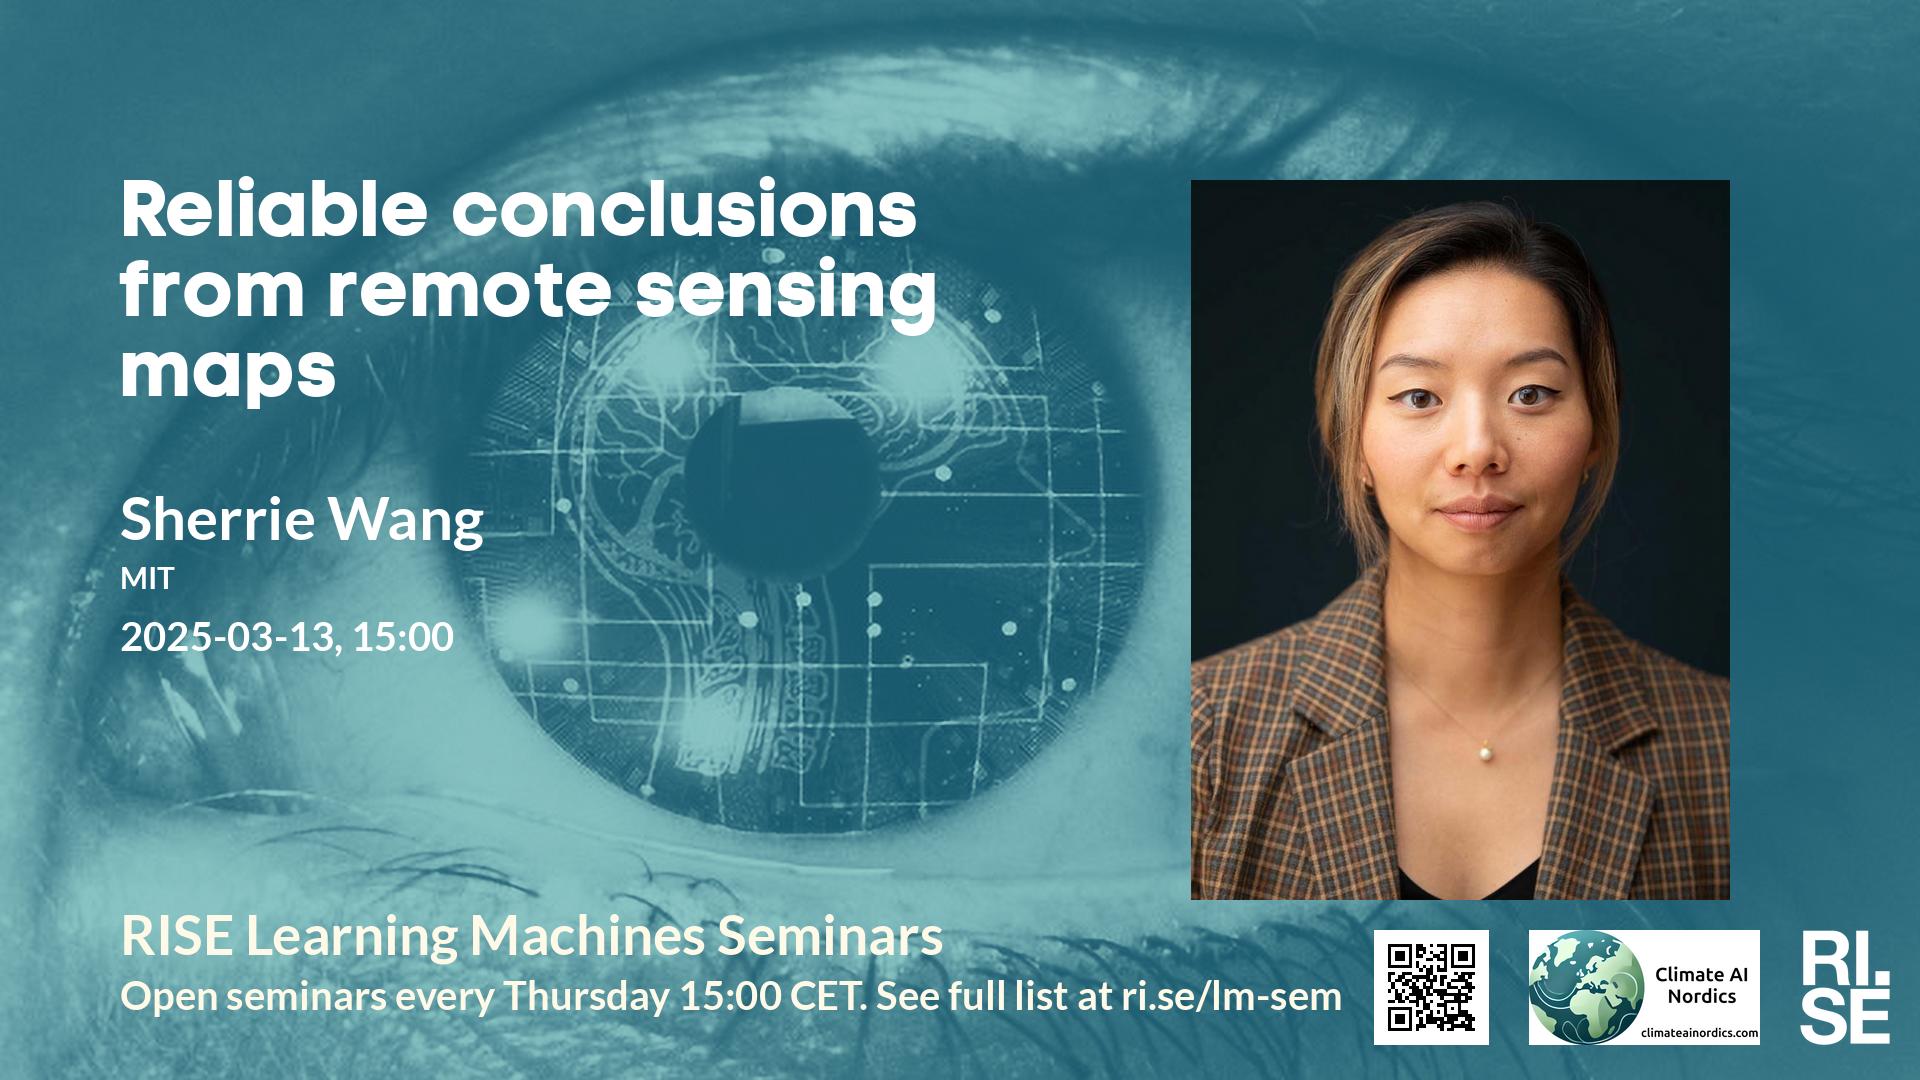 Reliable conclusions
from remote sensing
maps
Sherrie Wang
MIT
2025-03-13, 15:00
RISE Learning Machines Seminars
Open seminars every Thursday 15:00 CET. See full list at ri.se/lm-sem
Climate AI
Nordics
climateainordics.com
RI.
SE